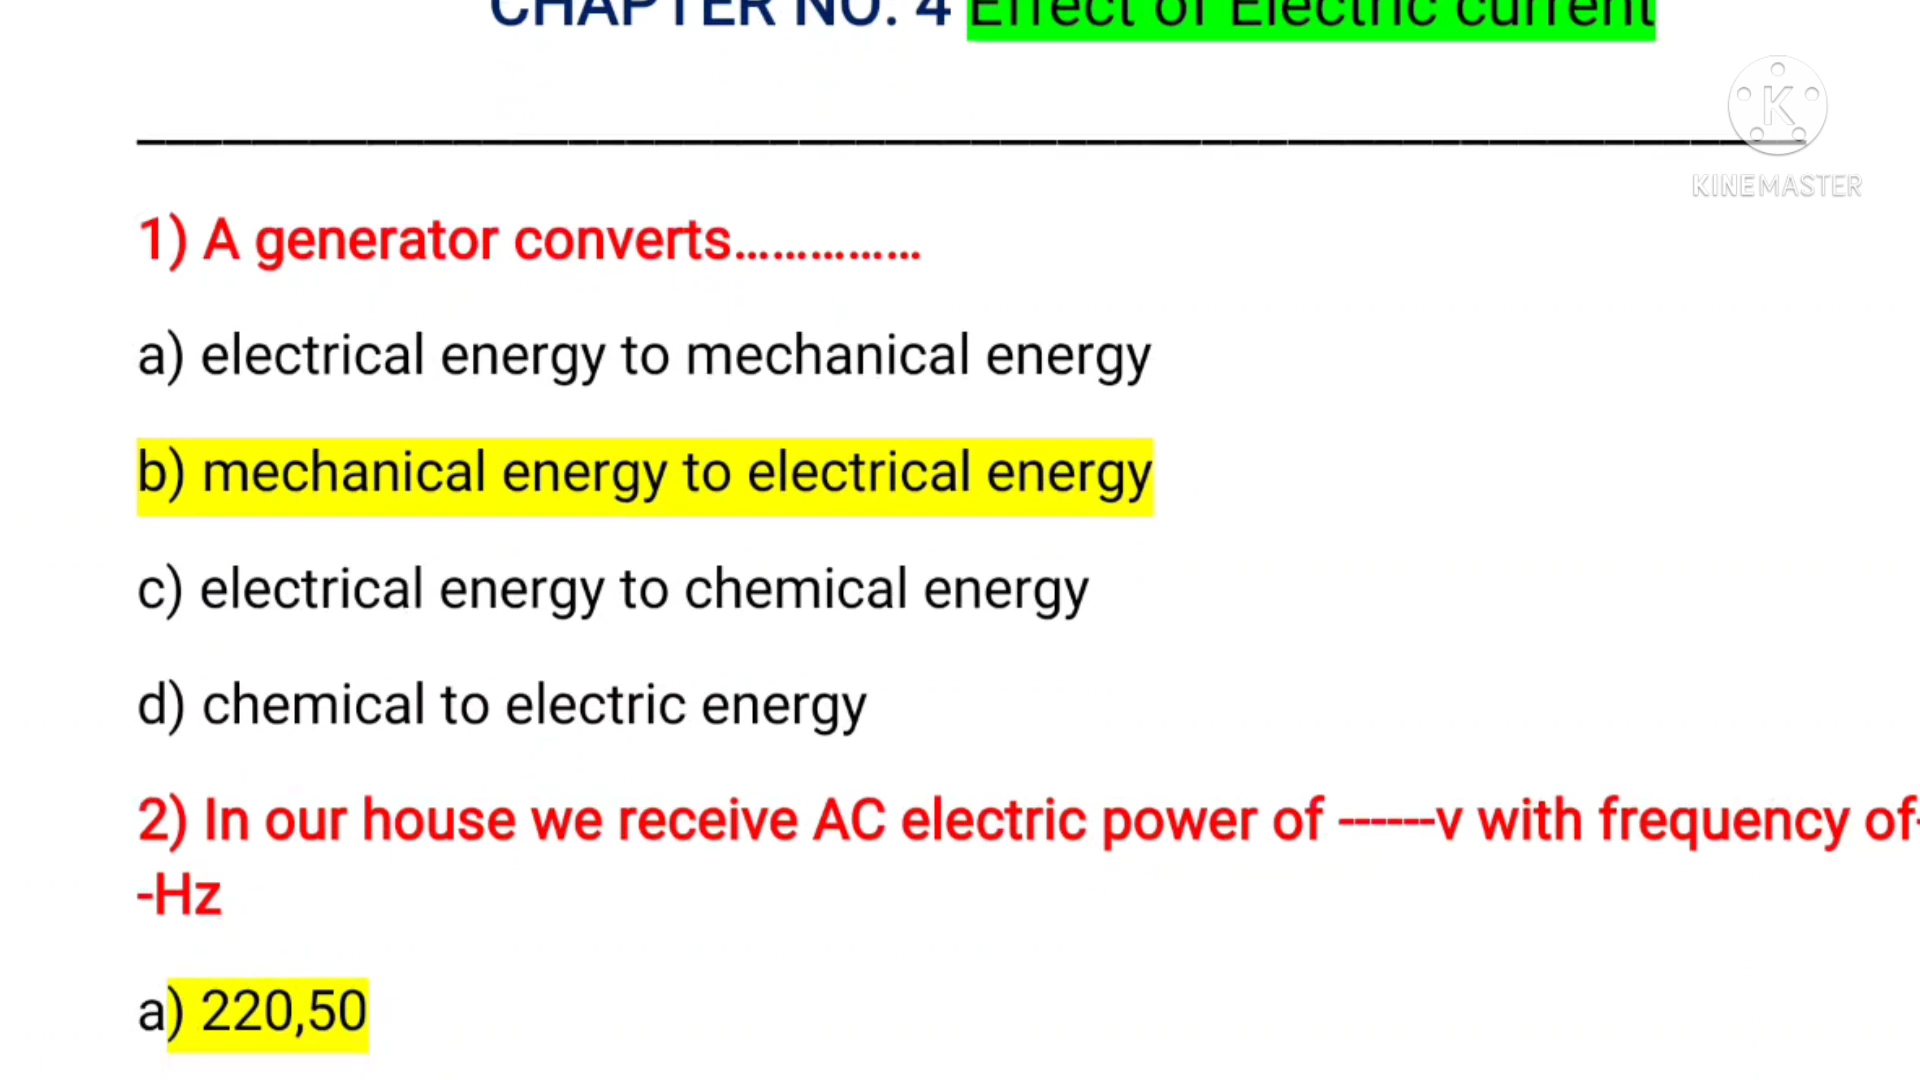 CHAPTER NO. 4 Effect of Electric current
K
KINEMASTER
1) A generator converts...............
a) electrical energy to mechanical energy
b) mechanical energy to electrical energy
c) electrical energy to chemical energy
d) chemical to electric energy
2) In our house we receive AC electric power of ------v with frequency of-
-Hz
a) 220,50